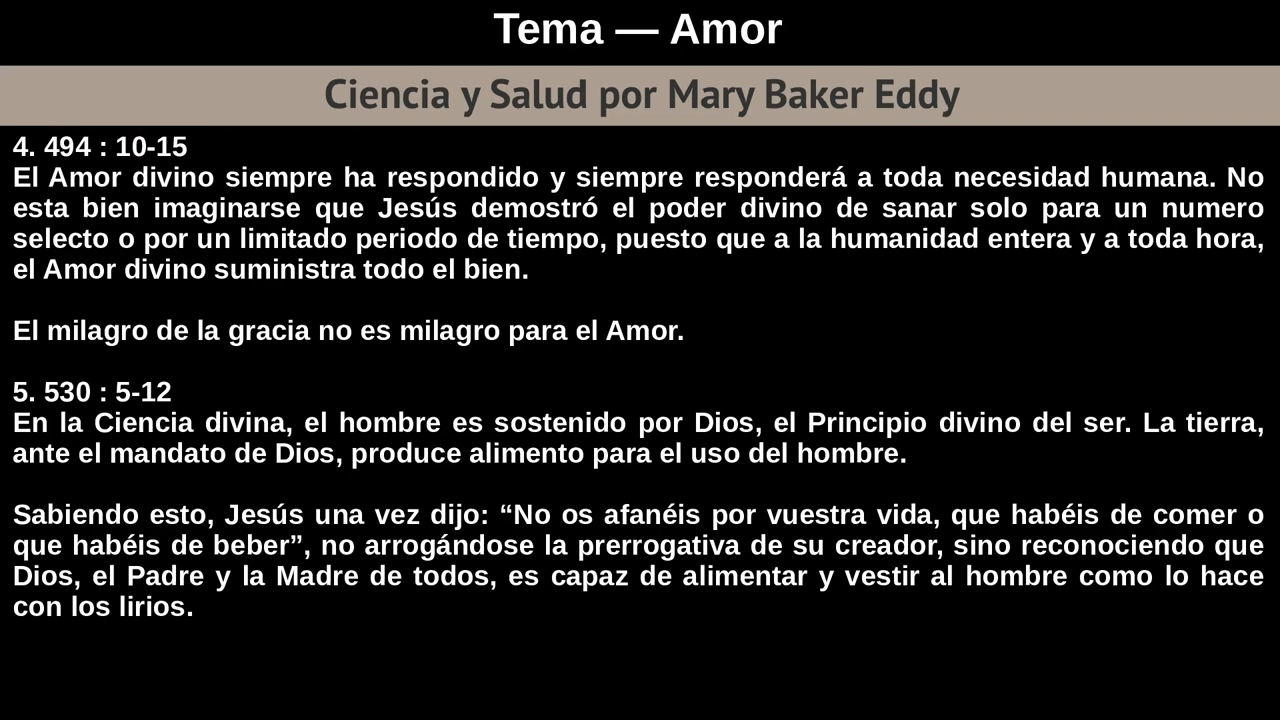 Tema — Amor
Ciencia y Salud por Mary Baker Eddy
4. 494 : 10-15
El Amor divino siempre ha respondido y siempre responderá a toda necesidad humana. No
esta bien imaginarse que Jesús demostró el poder divino de sanar solo para un numero
selecto o por un limitado periodo de tiempo, puesto que a la humanidad entera y a toda hora,
el Amor divino suministra todo el bien.
El milagro de la gracia no es milagro para el Amor.
5. 530 : 5-12
En la Ciencia divina, el hombre es sostenido por Dios, el Principio divino del ser. La tierra,
ante el mandato de Dios, produce alimento para el uso del hombre.
Sabiendo esto, Jesús una vez dijo: “No os afanéis por vuestra vida, que habéis de comer o
que habéis de beber”, no arrogándose la prerrogativa de su creador, sino reconociendo que
Dios, el Padre y la Madre de todos, es capaz de alimentar y vestir al hombre como lo hace
con los lirios.